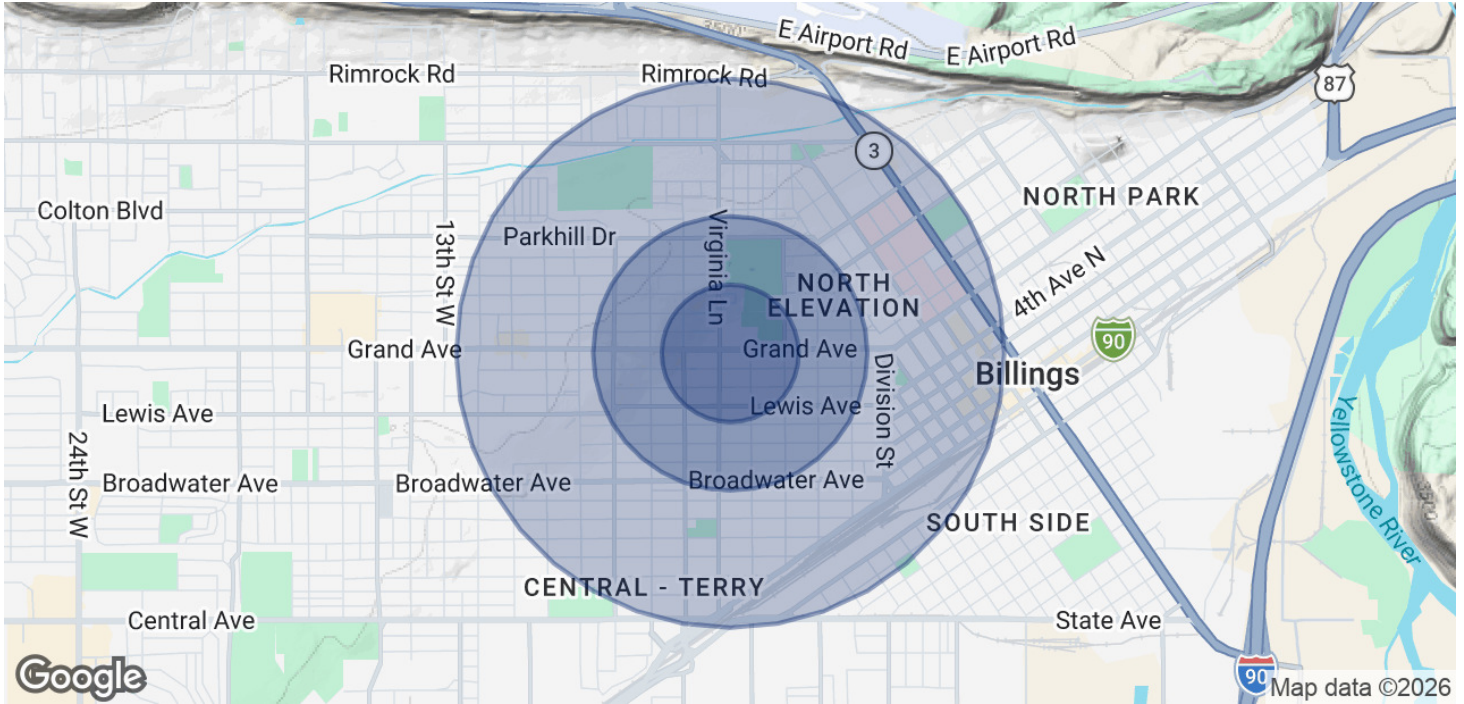 3500'
E Airport Rd
E Airport Rd
Rimrock Rd
Rimrock Rd
87
3
NORTH PARK
Colton Blvd
13th St W
Parkhill Dr
Virginia Ln
NORTH
ELEVATION
4th Ave N
90
Grand Ave
Grand Ave
Division St
Billings
Lewis Ave
Lewis Ave
24th St W
Yellowstone River
Broadwater Ave
Broadwater Ave
Broadwater Ave
3500
SOUTH SIDE
CENTRAL - TERRY
Central Ave
State Ave
90
Google
Map data ©2026